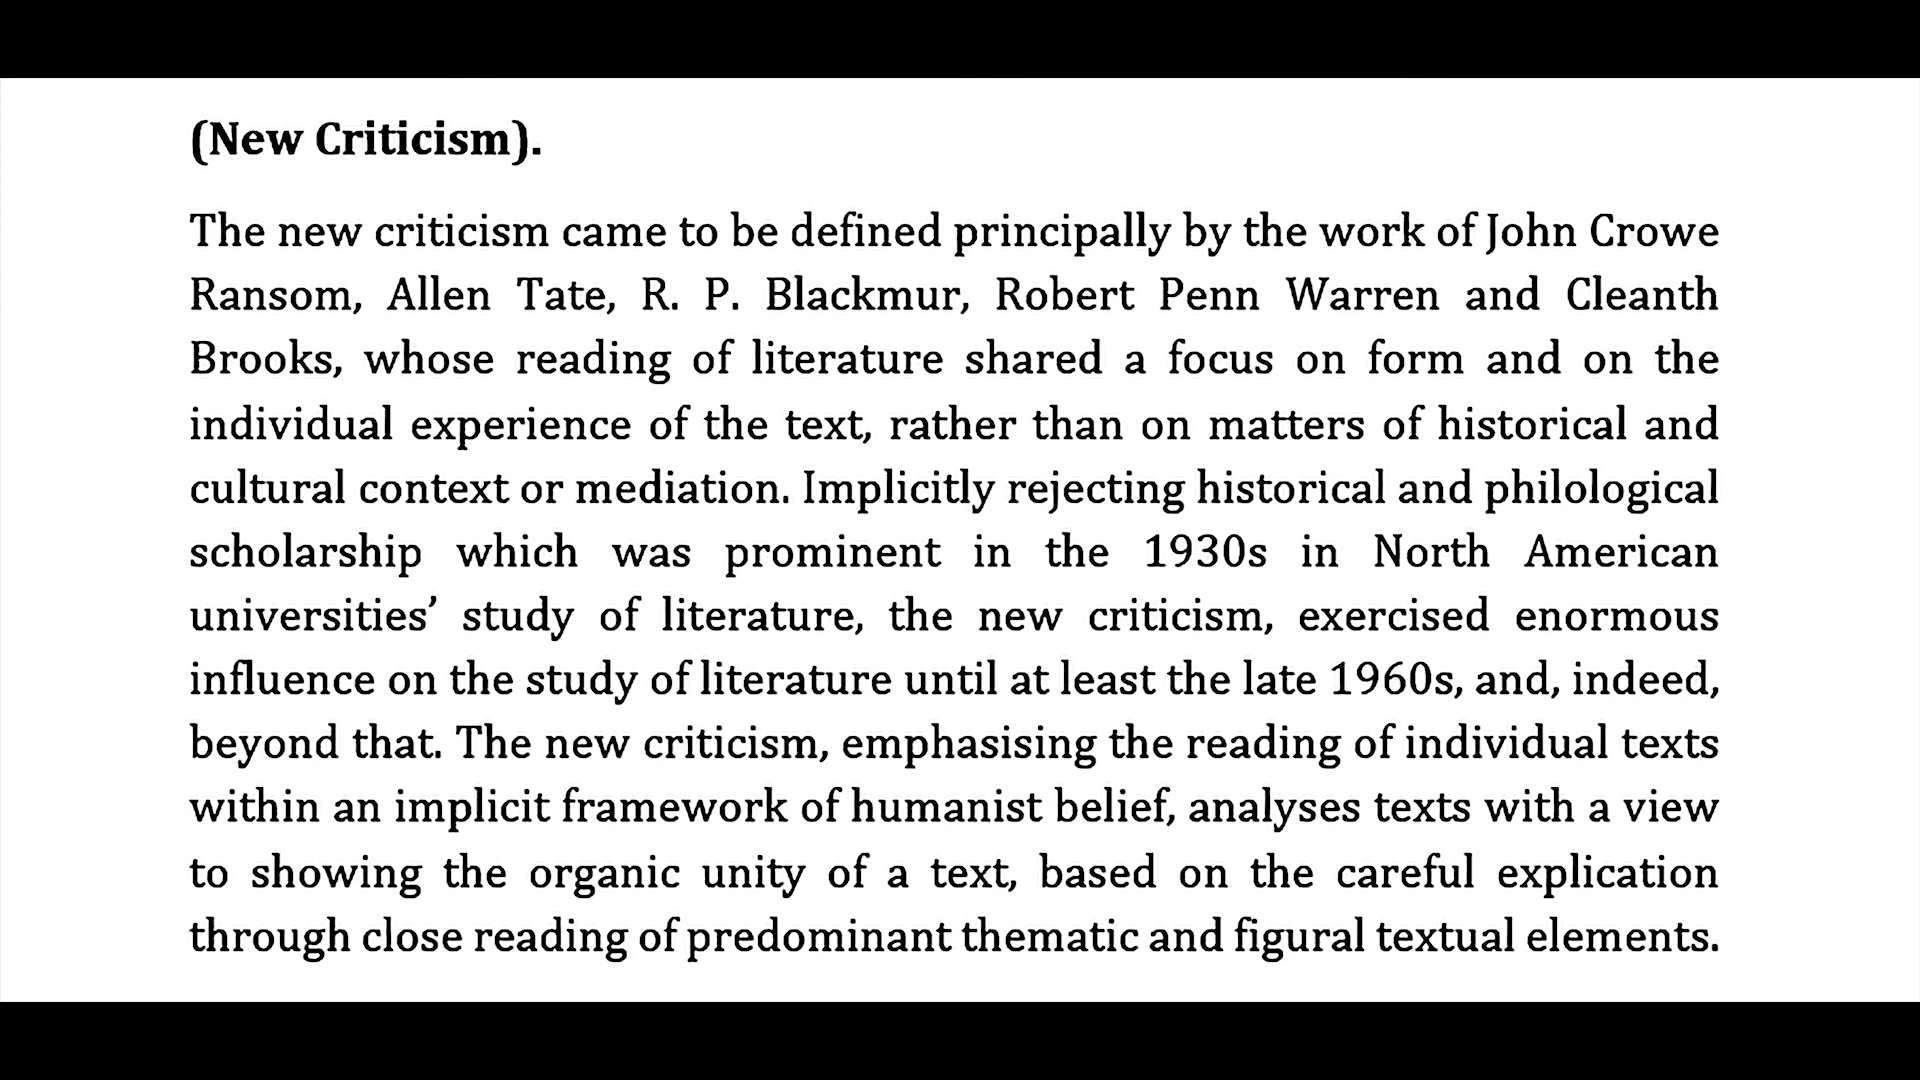 (New Criticism).
The new criticism came to be defined principally by the work of John Crowe
Ransom, Allen Tate, R. P. Blackmur, Robert Penn Warren and Cleanth
Brooks, whose reading of literature shared a focus on form and on the
individual experience of the text, rather than on matters of historical and
cultural context or mediation. Implicitly rejecting historical and philological
scholarship which was prominent in the 1930s in North American
universities’ study of literature, the new criticism, exercised enormous
influence on the study of literature until at least the late 1960s, and, indeed,
beyond that. The new criticism, emphasising the reading of individual texts
within an implicit framework of humanist belief, analyses texts with a view
to showing the organic unity of a text, based on the careful explication
through close reading of predominant thematic and figural textual elements.